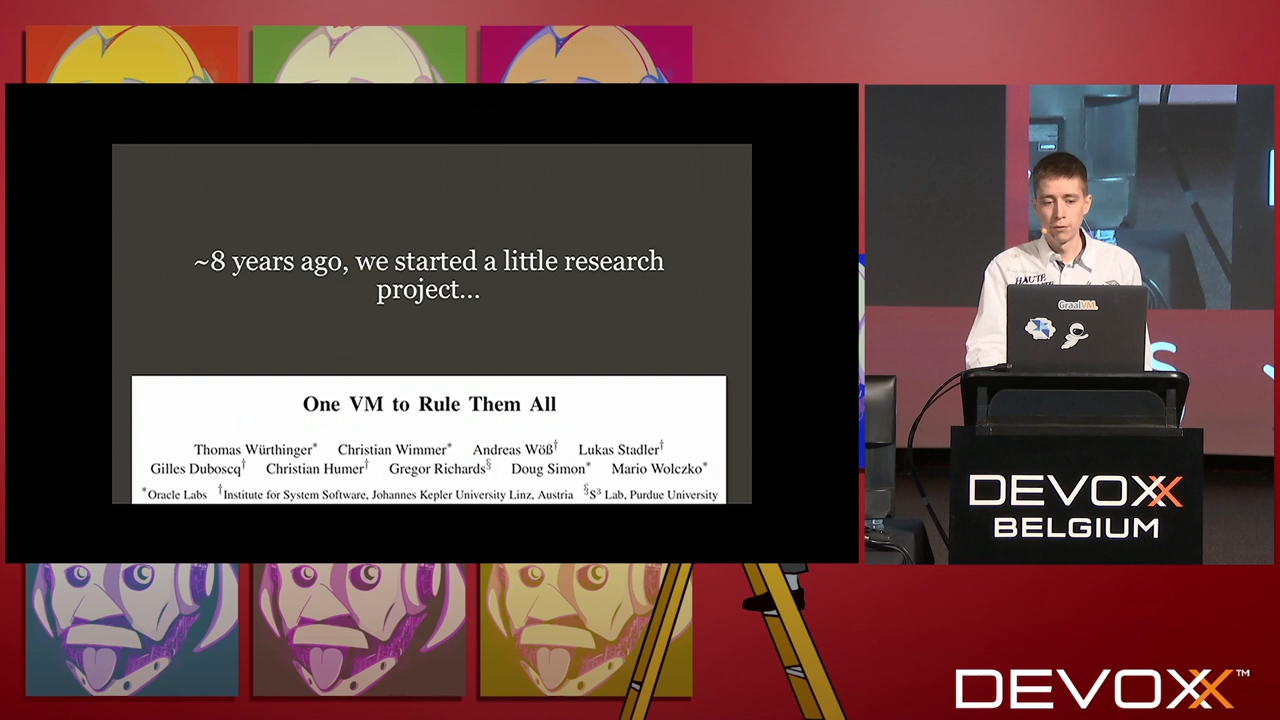 ~8 years ago, we started a little research
project...
One VM to Rule Them All
Thomas Würthinger* Christian Wimmer* Andreas Wöß† Lukas Stadler†
Gilles Duboscq† Christian Humer† Gregor Richards§ Doug Simon* Mario Wolczko*
*Oracle Labs †Institute for System Software, Johannes Kepler University Linz, Austria §S³ Lab, Purdue University
HAUTE
GraalVM.
S
DEVOXX
BELGIUM
DEVOXX™